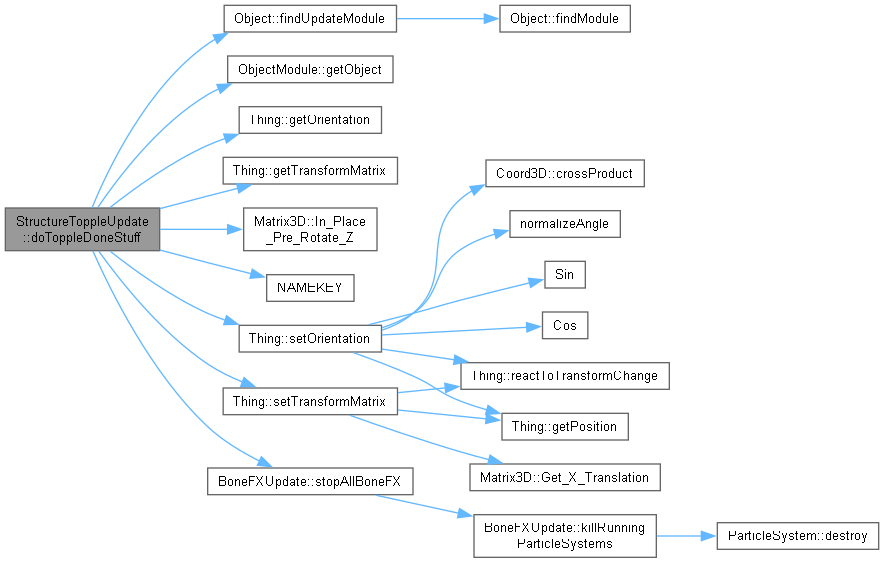 Object::findUpdateModule
Object::findModule
ObjectModule::getObject
Thing::getOrientation
Thing::getTransformMatrix
StructureToppleUpdate
::doToppleDoneStuff
Matrix3D::In_Place
_Pre_Rotate_Z
NAMEKEY
Thing::setOrientation
Thing::setTransformMatrix
BoneFXUpdate::stopAllBoneFX
Coord3D::crossProduct
normalizeAngle
Sin
Cos
Thing::reactToTransformChange
Thing::getPosition
Matrix3D::Get_X_Translation
BoneFXUpdate::killRunning
ParticleSystems
ParticleSystem::destroy